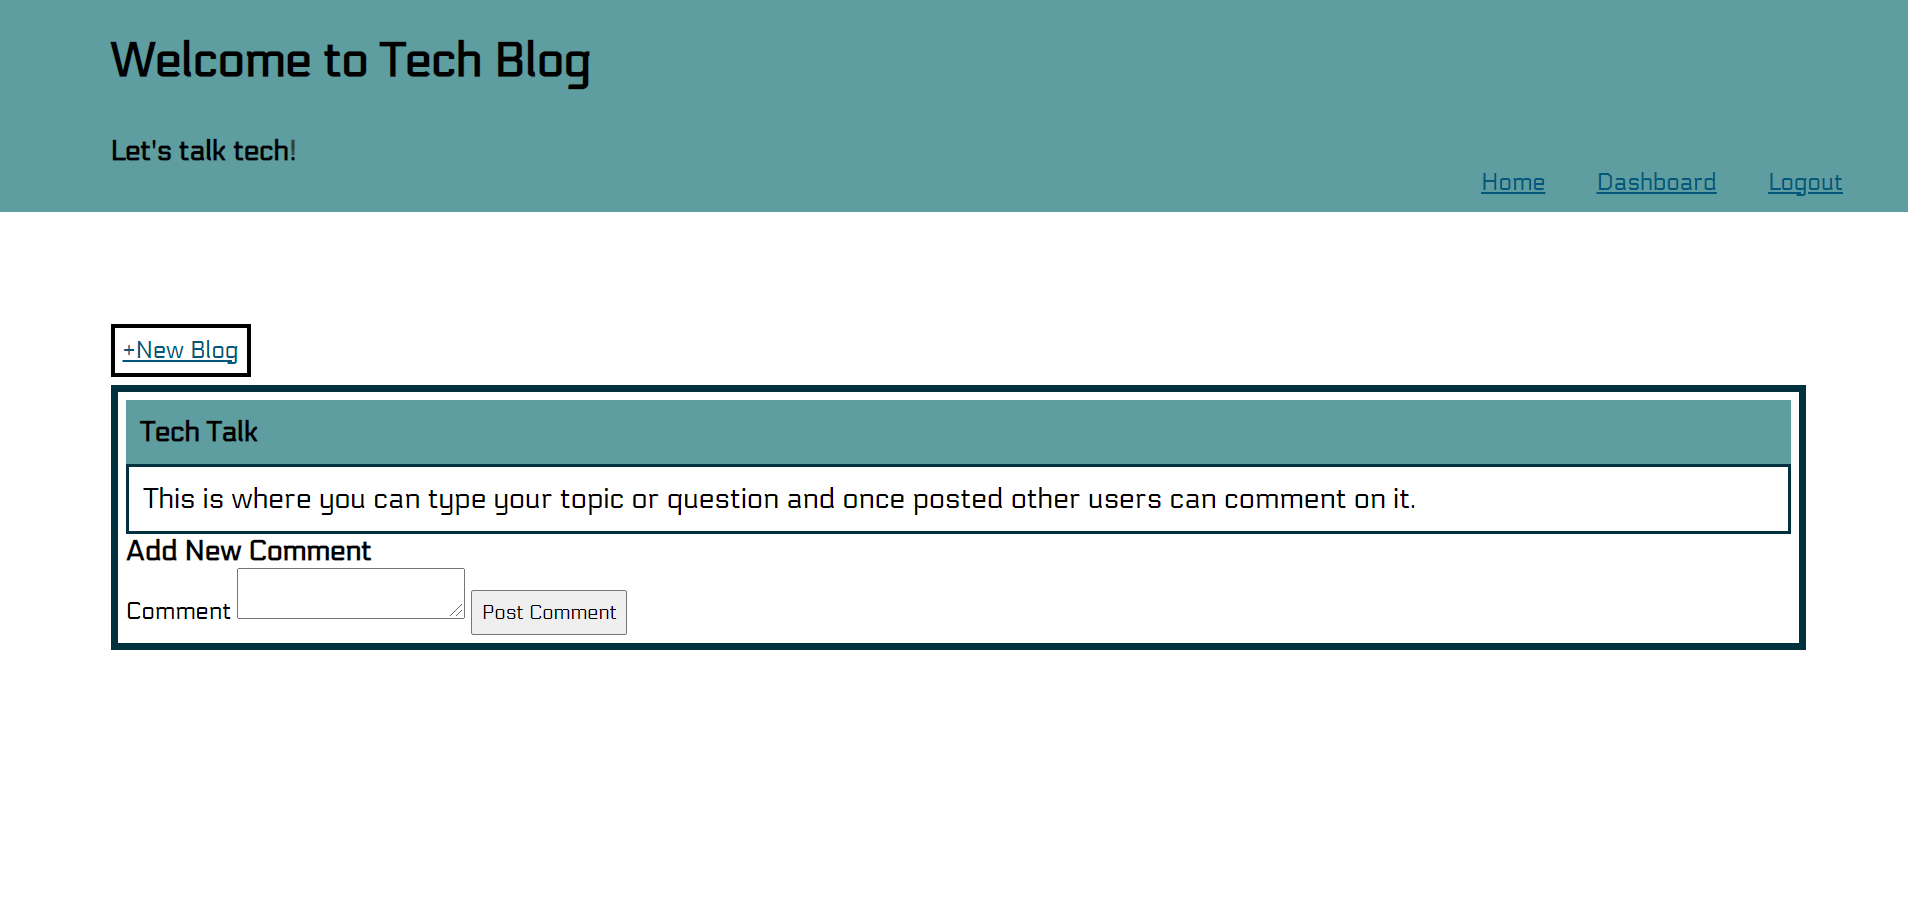 Welcome to Tech Blog
Let's talk tech!
Home Dashboard Logout
+New Blog
Tech Talk
This is where you can type your topic or question and once posted other users can comment on it.
Add New Comment
Comment Post Comment